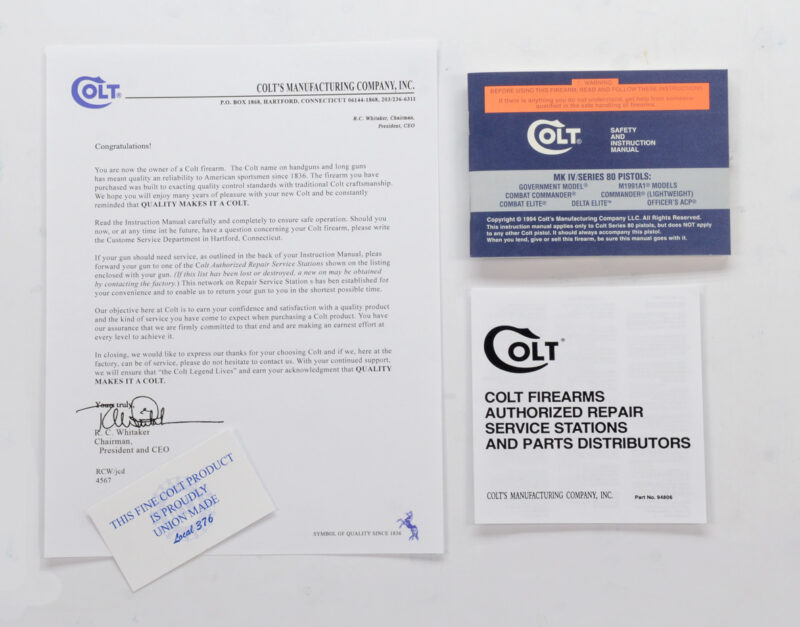 COLT®
COLT'S MANUFACTURING COMPANY, INC.
P.O. BOX 1868, HARTFORD, CONNECTICUT 06144-1868, 203/236-6311
R.C. Whitaker, Chairman,
President, CEO
Congratulations!
You are now the owner of a Colt firearm. The Colt name on handguns and long guns
has meant quality an reliability to American sportsmen since 1836. The firearm you have
purchased was built to exacting quality control standards with traditional Colt craftsmanship.
We hope you will enjoy many years of pleasure with your new Colt and be constantly
reminded that QUALITY MAKES IT A COLT.
Read the Instruction Manual carefully and completely to ensure safe operation. Should you
now, or at any time int he future, have a question concerning your Colt firearm, please write
the Custome Service Department in Hartford, Connecticut.
If your gun should need service, as outlined in the back of your Instruction Manual, pleas
forward your gun to one of the Colt Authorized Repair Service Stations shown on the listing
enclosed with your gun. (If this list has been lost or destroyed, a new on may be obtained
by contacting the factory.) This network on Repair Service Station s has ben established for
your convenience and to enable us to return your gun to you in the shortest possible time.
Our objective here at Colt is to earn your confidence and satisfaction with a quality product
and the kind of service you have come to expect when purchasing a Colt product. You have
our assurance that we are firmly committed to that end and are making an earnest effort at
every level to achieve it.
In closing, we would like to express our thanks for your choosing Colt and if we, here at the
factory, can be of service, please do not hesitate to contact us. With your continued support,
we will ensure that "the Colt Legend Lives" and earn your acknowledgment that QUALITY
MAKES IT A COLT.
Yours truly,
R. C. Whitaker
Chairman,
President and CEO
RCW/jcd
4567
SYMBOL OF QUALITY SINCE 1836
THIS FINE COLT PRODUCT
IS PROUDLY
UNION MADE
Local 376
WARNING
BEFORE USING THIS FIREARM, READ AND FOLLOW THESE INSTRUCTIONS
If there is anything you do not understand, get help from someone
qualified in the safe handling of firearms.
COLT®
SAFETY
AND
INSTRUCTION
MANUAL
MK IV/SERIES 80 PISTOLS:
GOVERNMENT MODEL® M1991A1® MODELS
COMBAT COMMANDER® COMMANDER® (LIGHTWEIGHT)
COMBAT ELITE® DELTA ELITE™ OFFICER'S ACP®
Copyright © 1994 Colt's Manufacturing Company LLC. All Rights Reserved.
This instruction manual applies only to Colt Series 80 pistols, but does NOT apply
to any other Colt pistol. It should always accompany this pistol.
When you lend, give or sell this firearm, be sure this manual goes with it.
COLT®
COLT FIREARMS
AUTHORIZED REPAIR
SERVICE STATIONS
AND PARTS DISTRIBUTORS
COLT'S MANUFACTURING COMPANY, INC. Part No. 94806